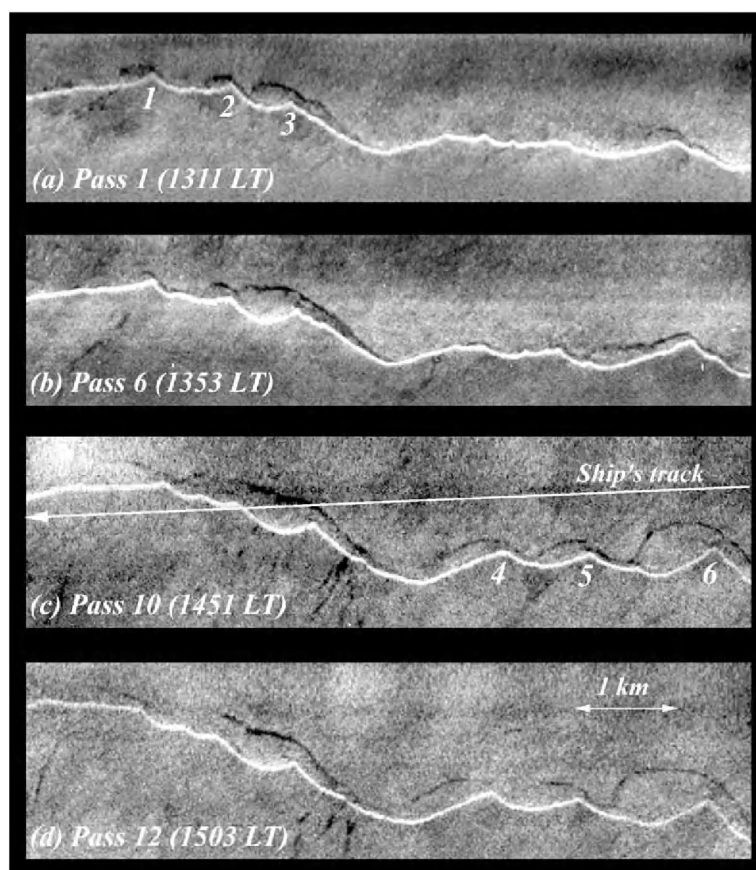 1 2 3
(a) Pass 1 (1311 LT)
(b) Pass 6 (1353 LT)
Ship's track
4 5 6
(c) Pass 10 (1451 LT)
1 km
(d) Pass 12 (1503 LT)